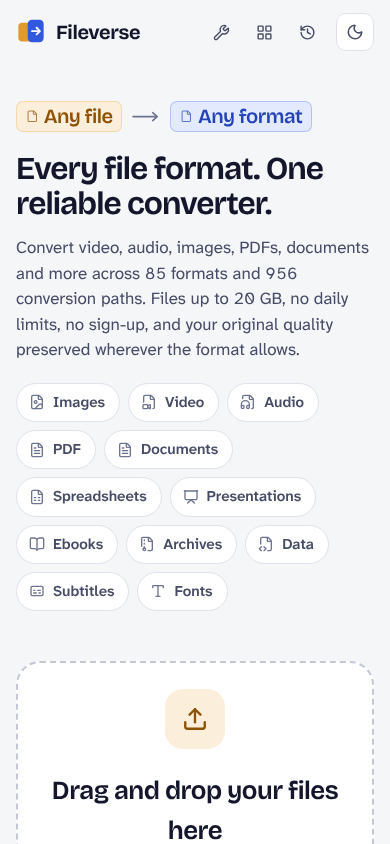 Fileverse
Any file
Any format
Every file format. One
reliable converter.
Convert video, audio, images, PDFs, documents
and more across 85 formats and 956
conversion paths. Files up to 20 GB, no daily
limits, no sign-up, and your original quality
preserved wherever the format allows.
Images Video Audio
PDF Documents
Spreadsheets Presentations
Ebooks Archives Data
Subtitles Fonts
Drag and drop your files
here